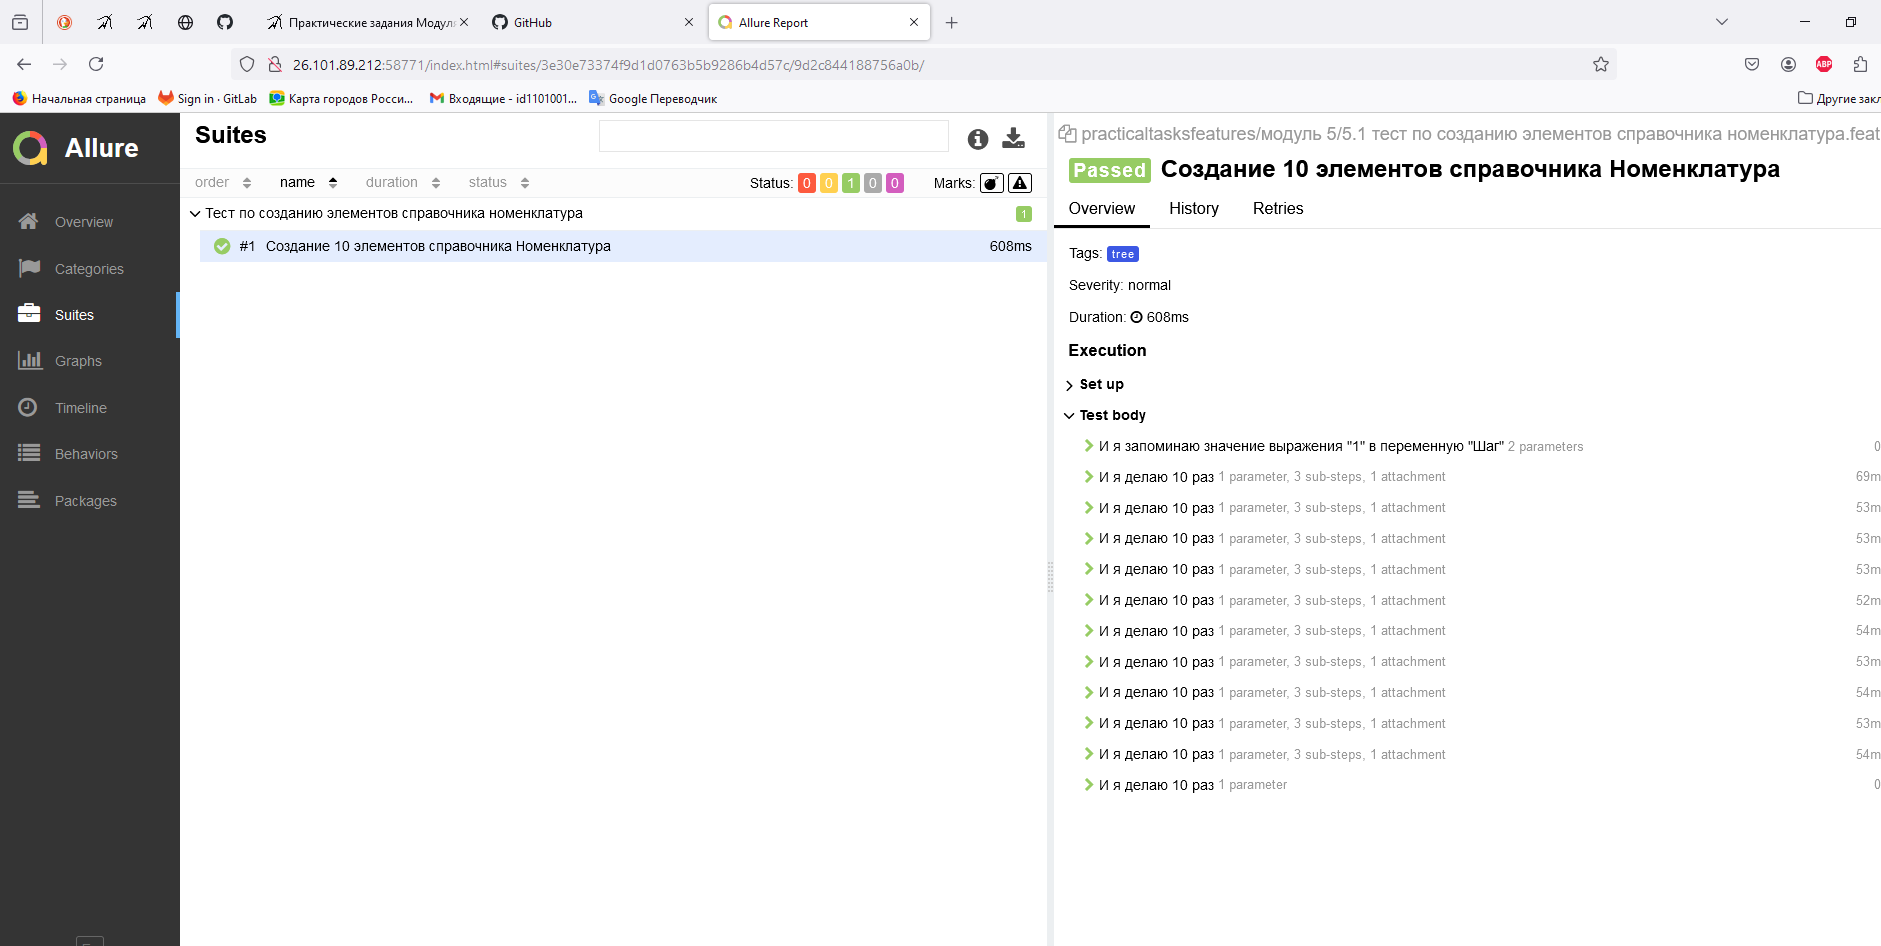 Практические задания Модуля
GitHub
Allure Report
26.101.89.212:58771/index.html#suites/3e30e73374f9d1d0763b5b9286b4d57c/9d2c844188756a0b/
ABP
Начальная страница
Sign in · GitLab
Карта городов Росси...
Входящие - id1101001...
Google Переводчик
Другие закл
Allure
Overview
Categories
Suites
Graphs
Timeline
Behaviors
Packages
Suites
order
name
duration
status
Status: 0 0 1 0 0
Marks:
Тест по созданию элементов справочника номенклатура
1
#1 Создание 10 элементов справочника Номенклатура
608ms
practicaltasksfeatures/модуль 5/5.1 тест по созданию элементов справочника номенклатура.feat
Passed Создание 10 элементов справочника Номенклатура
Overview
History
Retries
Tags: tree
Severity: normal
Duration: 608ms
Execution
Set up
Test body
И я запоминаю значение выражения "1" в переменную "Шаг" 2 parameters 0
И я делаю 10 раз 1 parameter, 3 sub-steps, 1 attachment 69m
И я делаю 10 раз 1 parameter, 3 sub-steps, 1 attachment 53m
И я делаю 10 раз 1 parameter, 3 sub-steps, 1 attachment 53m
И я делаю 10 раз 1 parameter, 3 sub-steps, 1 attachment 53m
И я делаю 10 раз 1 parameter, 3 sub-steps, 1 attachment 52m
И я делаю 10 раз 1 parameter, 3 sub-steps, 1 attachment 54m
И я делаю 10 раз 1 parameter, 3 sub-steps, 1 attachment 53m
И я делаю 10 раз 1 parameter, 3 sub-steps, 1 attachment 54m
И я делаю 10 раз 1 parameter, 3 sub-steps, 1 attachment 53m
И я делаю 10 раз 1 parameter, 3 sub-steps, 1 attachment 54m
И я делаю 10 раз 1 parameter 0